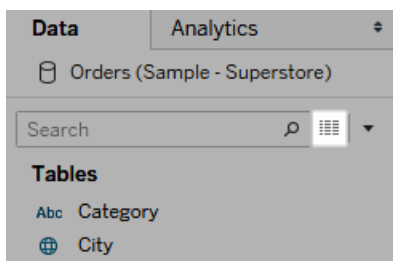 Data Analytics
Orders (Sample - Superstore)
Search
Tables
Abc Category
City